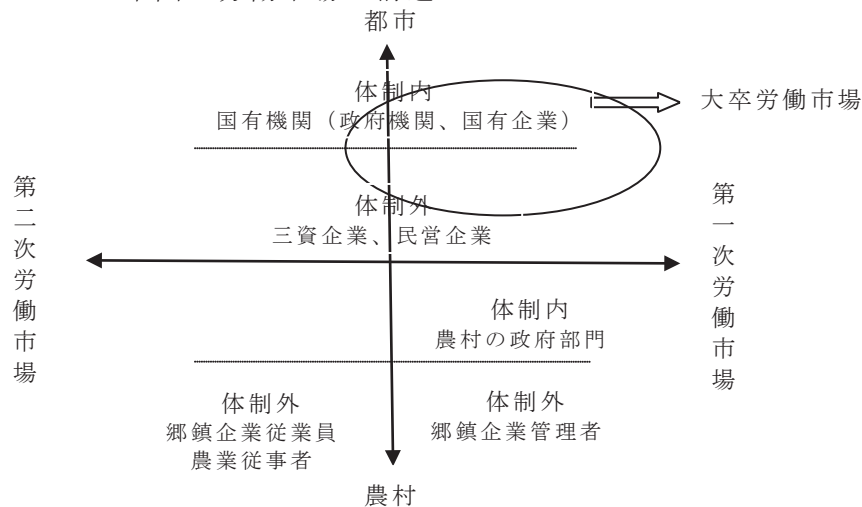 都市
体制内
国有機関（政府機関、国有企業）
大卒労働市場
体制外
三資企業、民営企業
第二次労働市場
第一次労働市場
体制内
農村の政府部門
体制外
郷鎮企業従業員
農業従事者
体制外
郷鎮企業管理者
農村